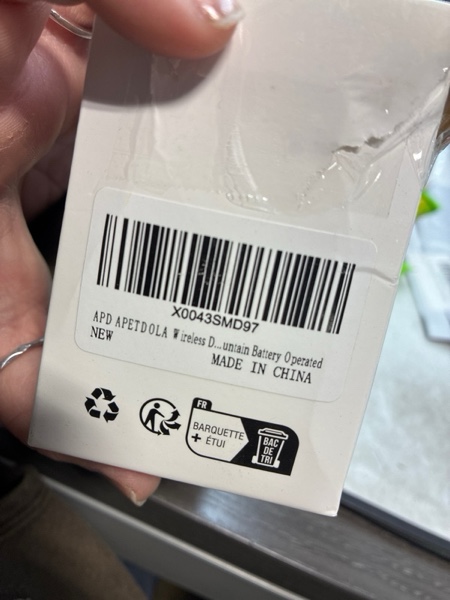 X0043SMD97
APD APETDOLA Wireless D...untain Battery Operated
NEW
MADE IN CHINA
FR
BARQUETTE
+ ÉTUI
BAC
DE
TRI